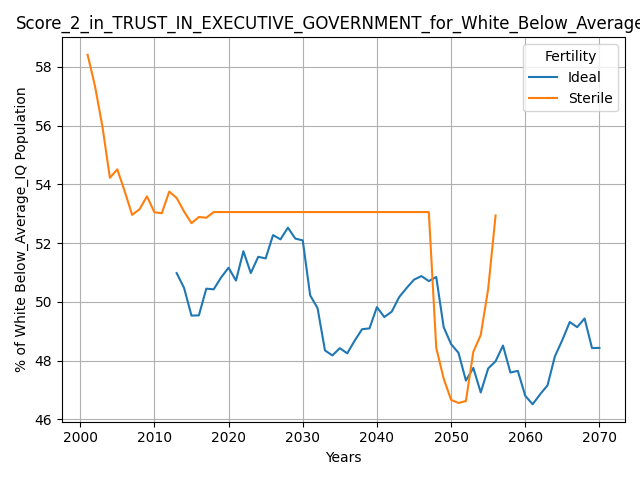 Score_2_in_TRUST_IN_EXECUTIVE_GOVERNMENT_for_White_Below_Average
% of White Below_Average_IQ Population
58
56
54
52
50
48
46
Fertility
Ideal
Sterile
2000 2010 2020 2030 2040 2050 2060 2070
Years